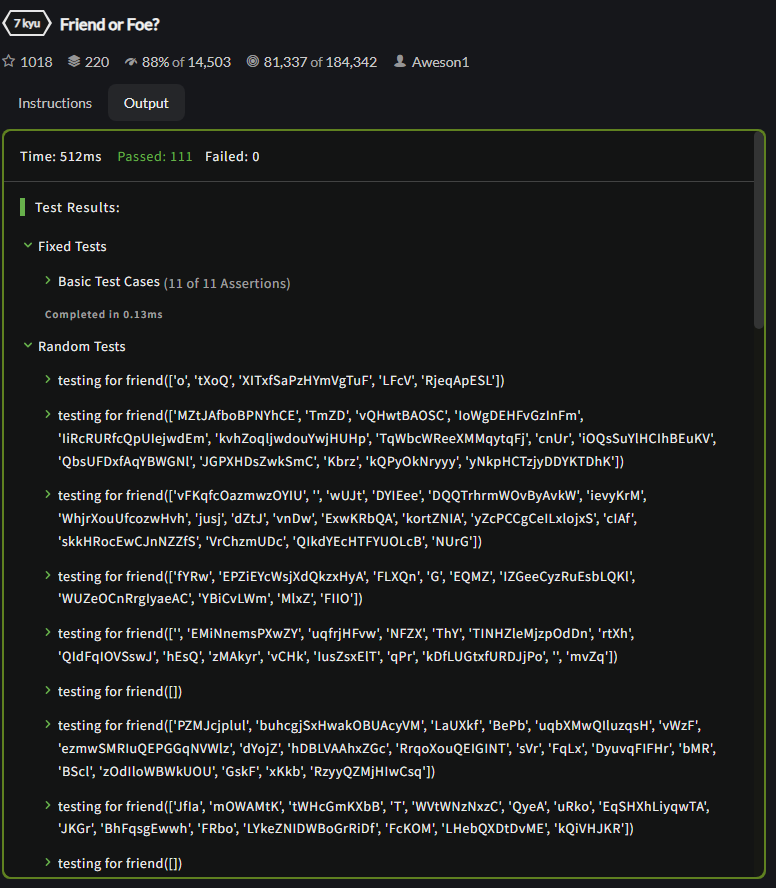 7 kyu Friend or Foe?
1018 220 88% of 14,503 81,337 of 184,342 Aweson1
Instructions Output
Time: 512ms Passed: 111 Failed: 0
Test Results:
Fixed Tests
Basic Test Cases (11 of 11 Assertions)
Completed in 0.13ms
Random Tests
testing for friend(['o', 'tXoQ', 'XITxfSaPzHYmVgTuF', 'LFcV', 'RjeqApESL'])
testing for friend(['MZtJAfboBPNYhCE', 'TmZD', 'vQHwtBAOSC', 'IoWgDEHFvGzInFm',
'IiRcRURfcQpUIejwdEm', 'kvhZoqljwdouYwjHUHp', 'TqWbcWReeXMMqytqFj', 'cnUr', 'iOQsSuYlHCIhBEuKV',
'QbsUFDxfAqYBWGNl', 'JGPXHDsZwkSmC', 'Kbrz', 'kQPyOkNryyy', 'yNkpHCTzjyDDYKTDhK'])
testing for friend(['vFKqfcOazmwzOYIU', '', 'wUJt', 'DYIEee', 'DQQTrhrmWOvByAvkW', 'ievyKrM',
'WhjrXouUfcozwHvh', 'jusj', 'dZtJ', 'vnDw', 'ExwKRbQA', 'kortZNIA', 'yZcPCCgCeILxlojxS', 'cIAf',
'skkHRocEwCJnNZZfS', 'VrChzmUDc', 'QIkdYEcHTFYUOLcB', 'NUrG'])
testing for friend(['fYRw', 'EPZiEYcWsjXdQkzxHyA', 'FLXQn', 'G', 'EQMZ', 'IZGeeCyzRuEsbLQKl',
'WUZeOCnRrgIyaeAC', 'YBiCvLWm', 'MlxZ', 'FIIO'])
testing for friend(['', 'EMiNnemsPXwZY', 'uqfrjHFvw', 'NFZX', 'ThY', 'TINHZleMjzpOdDn', 'rtXh',
'QIdFqIOVSswJ', 'hEsQ', 'zMAkyr', 'vCHk', 'IusZsxElT', 'qPr', 'kDfLUGtxfURDJjPo', '', 'mvZq'])
testing for friend([])
testing for friend(['PZMJcjplul', 'buhcgjSxHwakOBUAcyVM', 'LaUXkf', 'BePb', 'uqbXMwQIluzqsH', 'vWzF',
'ezmwSMRIuQEPGGqNVWlz', 'dYojZ', 'hDBLVAAhxZGc', 'RrqoXouQEIGINT', 'sVr', 'FqLx', 'DyuvqFIFHr', 'bMR',
'BScl', 'zOdIloWBWkUOU', 'GskF', 'xKkb', 'RzyyQZMjHIwCsq'])
testing for friend(['JfIa', 'mOWAMtK', 'tWHcGmKXbB', 'T', 'WVtWNzNxzC', 'QyeA', 'uRko', 'EqSHXhLiyqwTA',
'JKGr', 'BhFqsgEwwh', 'FRbo', 'LYkeZNIDWBoGrRiDf', 'FcKOM', 'LHebQXDtDvME', 'kQiVHJKR'])
testing for friend([])